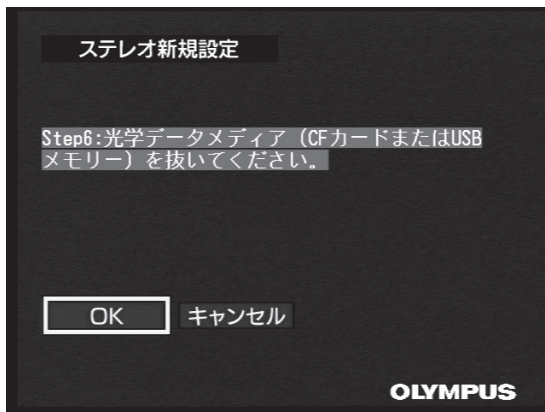 ステレオ新規設定
Step6:光学データメディア（CFカードまたはUSB
メモリー）を抜いてください。
OK
キャンセル
OLYMPUS